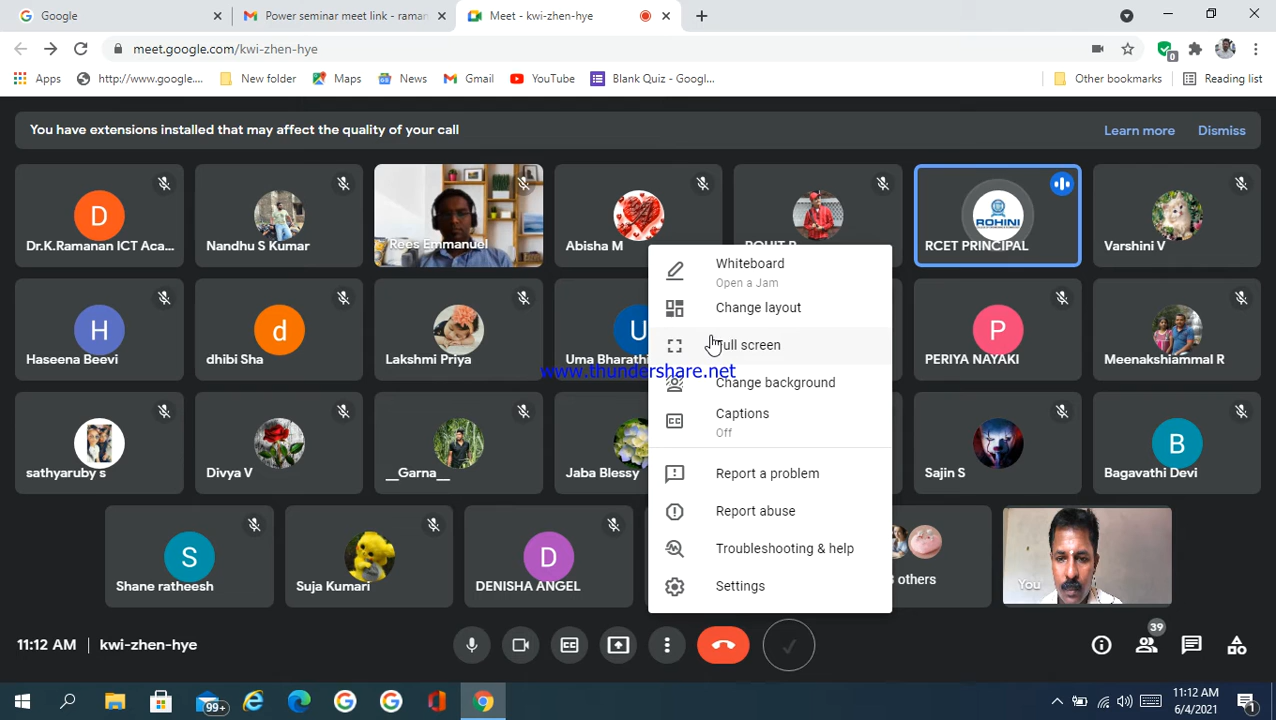 Google
Power seminar meet link - raman
Meet - kwi-zhen-hye
meet.google.com/kwi-zhen-hye
0
Apps
http://www.google....
New folder
Maps
News
Gmail
YouTube
Blank Quiz - Googl...
Other bookmarks
Reading list
You have extensions installed that may affect the quality of your call
Learn more
Dismiss
Dr.K.Ramanan ICT Aca...
Nandhu S Kumar
Rees Emmanuel
Abisha M
ROHINI
RCET PRINCIPAL
Varshini V
Whiteboard
Open a Jam
Change layout
Full screen
www.thundershare.net
Change background
Captions
Off
Report a problem
Report abuse
Troubleshooting & help
Settings
D
H
Haseena Beevi
d
dhibi Sha
Lakshmi Priya
U
Uma Bharathi
P
PERIYA NAYAKI
Meenakshiammal R
sathyaruby s
Divya V
__Garna__
Jaba Blessy
Sajin S
B
Bagavathi Devi
S
Shane ratheesh
Suja Kumari
D
DENISHA ANGEL
others
You
11:12 AM | kwi-zhen-hye
39
99+
11:12 AM
6/4/2021
1